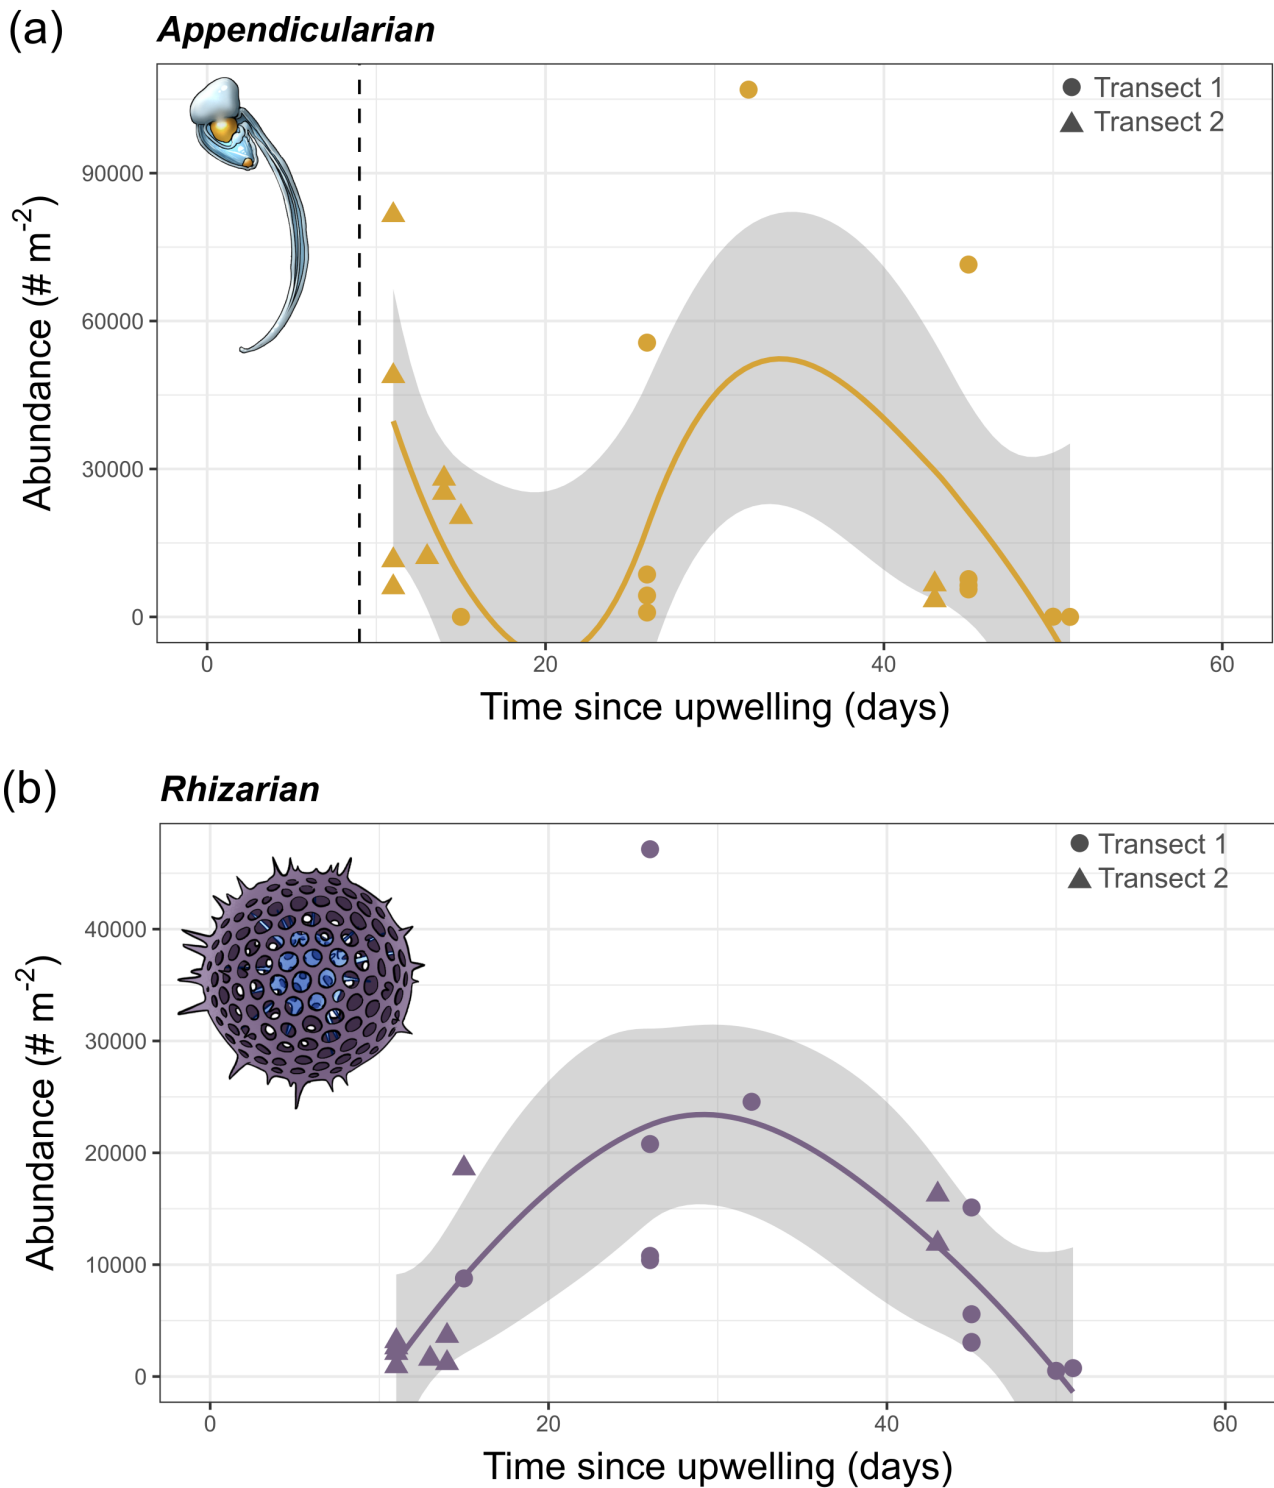 (a) Appendicularian
Transect 1
Transect 2
90000
60000
30000
0
Abundance (# m⁻²)
0 20 40 60
Time since upwelling (days)
(b) Rhizarian
Transect 1
Transect 2
40000
30000
20000
10000
0
Abundance (# m⁻²)
0 20 40 60
Time since upwelling (days)